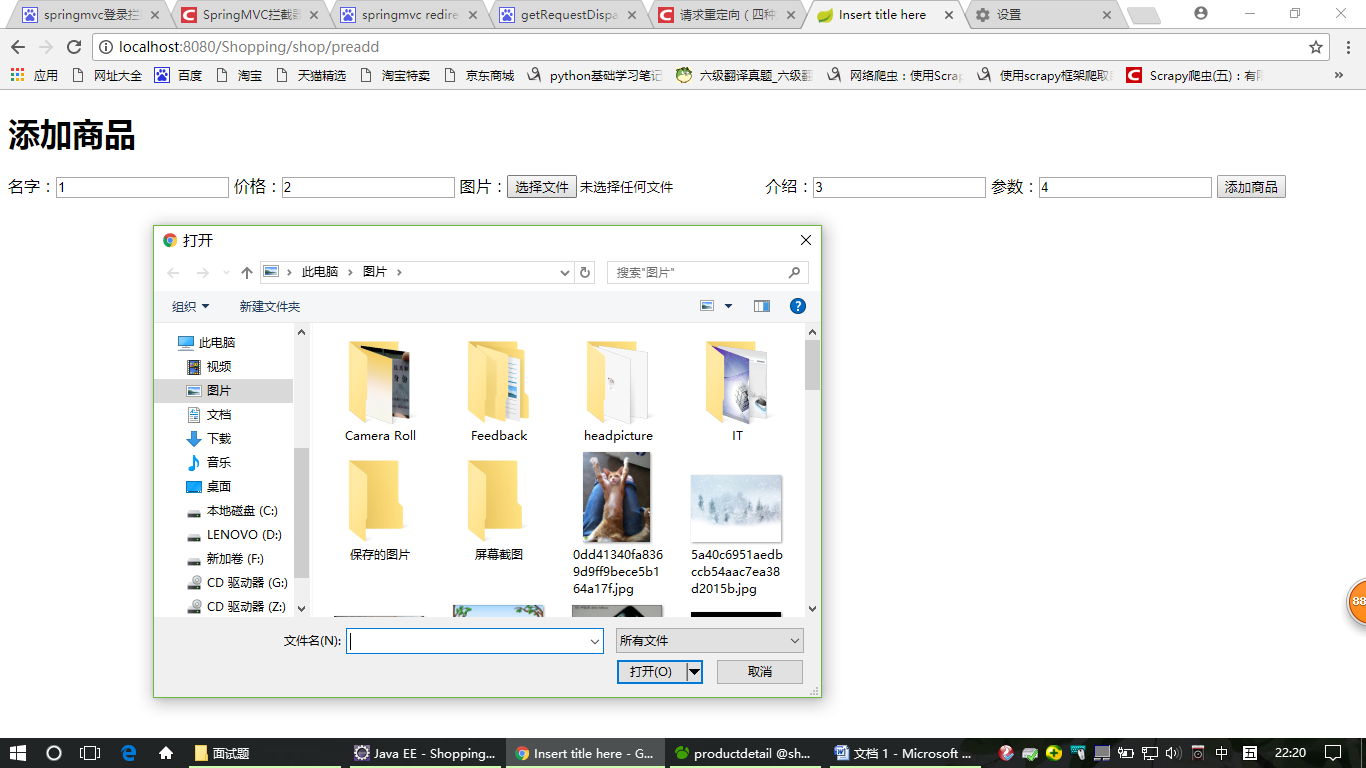 springmvc登录拦
SpringMVC拦截器
springmvc redire
getRequestDispa
请求重定向（四种
Insert title here
设置
localhost:8080/Shopping/shop/preadd
应用
网址大全
百度
淘宝
天猫精选
淘宝特卖
京东商城
python基础学习笔记
六级翻译真题_六级翻
网络爬虫：使用Scrap
使用scrapy框架爬取
Scrapy爬虫(五)：有
»
添加商品
名字：1 价格：2 图片：选择文件 未选择任何文件 介绍：3 参数：4 添加商品
打开
此电脑 › 图片 ›
搜索"图片"
组织
新建文件夹
此电脑
视频
图片
文档
下载
音乐
桌面
本地磁盘 (C:)
LENOVO (D:)
新加卷 (F:)
CD 驱动器 (G:)
CD 驱动器 (Z:)
Camera Roll
Feedback
headpicture
IT
保存的图片
屏幕截图
0dd41340fa836
9d9ff9bece5b1
64a17f.jpg
5a40c6951aedb
ccb54aac7ea38
d2015b.jpg
文件名(N):
所有文件
打开(O)
取消
88
面试题
Java EE - Shopping...
Insert title here - G...
productdetail @sh...
文档 1 - Microsoft ...
中
五
22:20